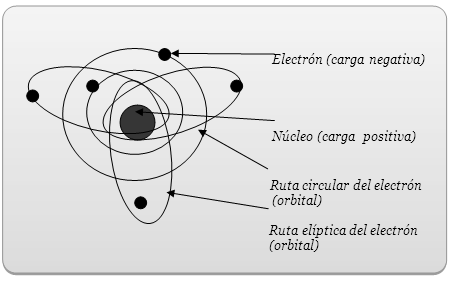 Electrón (carga negativa)
Núcleo (carga positiva)
Ruta circular del electrón
(orbital)
Ruta elíptica del electrón
(orbital)